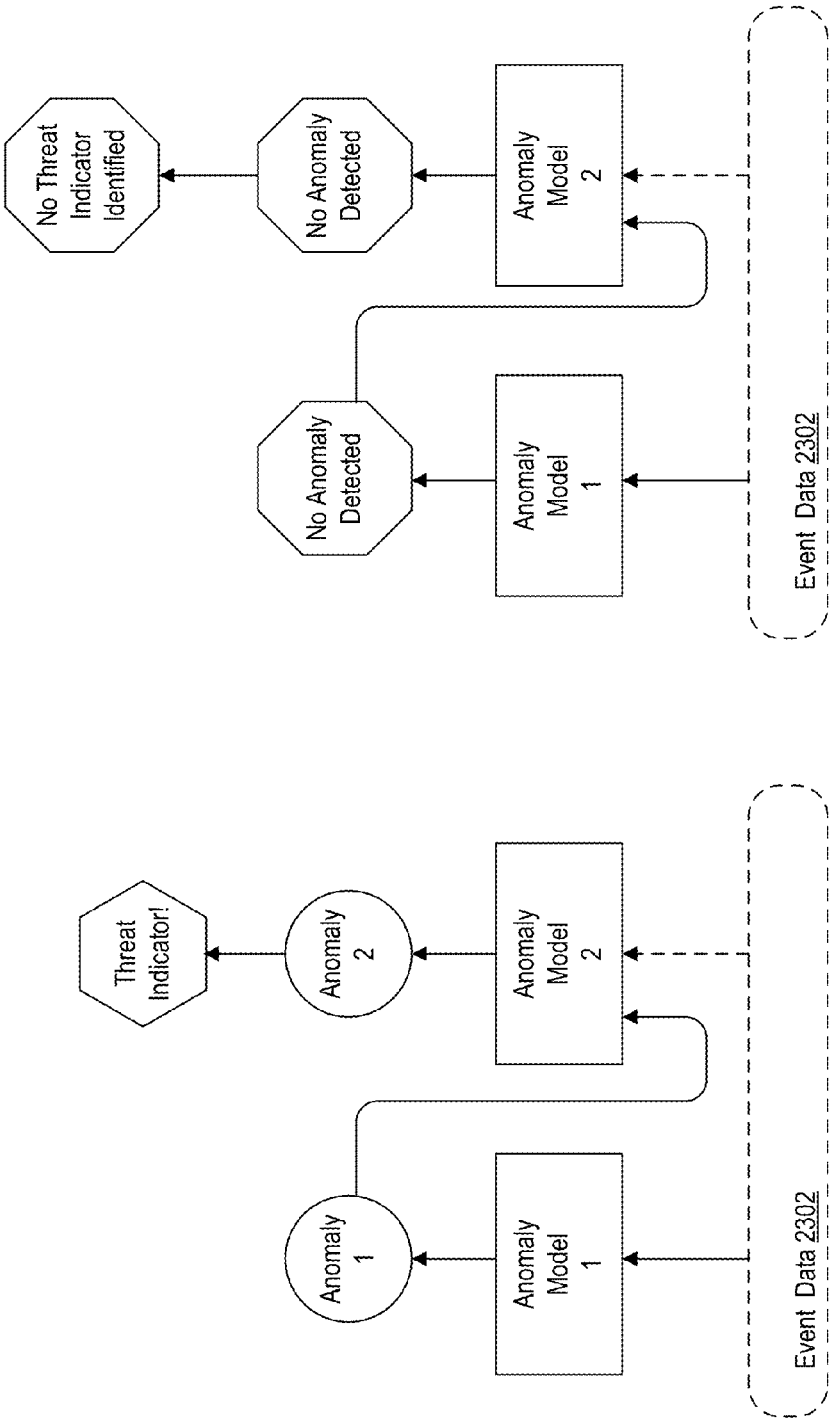 Threat
Indicator!
Anomaly
1
Anomaly
2
Anomaly
Model
1
Anomaly
Model
2
Event Data 2302
No Threat
Indicator
Identified
No Anomaly
Detected
No Anomaly
Detected
Anomaly
Model
1
Anomaly
Model
2
Event Data 2302